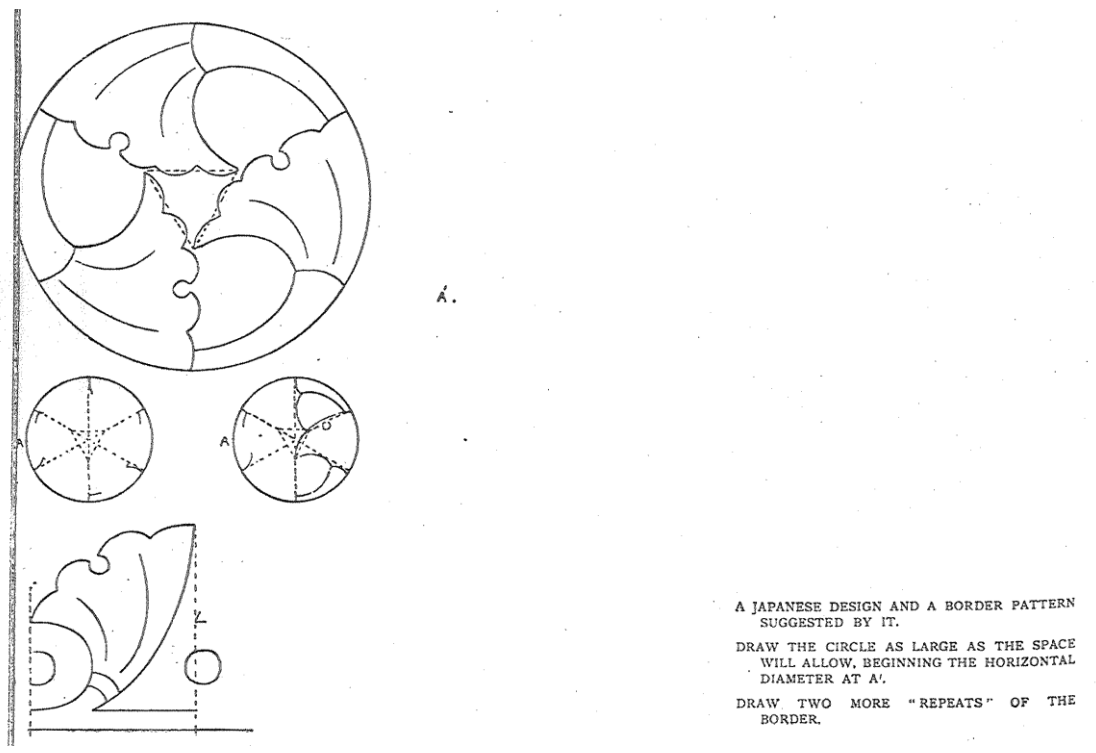 A'.
A
A
D
A JAPANESE DESIGN AND A BORDER PATTERN
SUGGESTED BY IT.
DRAW THE CIRCLE AS LARGE AS THE SPACE
WILL ALLOW, BEGINNING THE HORIZONTAL
DIAMETER AT A'.
DRAW TWO MORE "REPEATS" OF THE
BORDER.